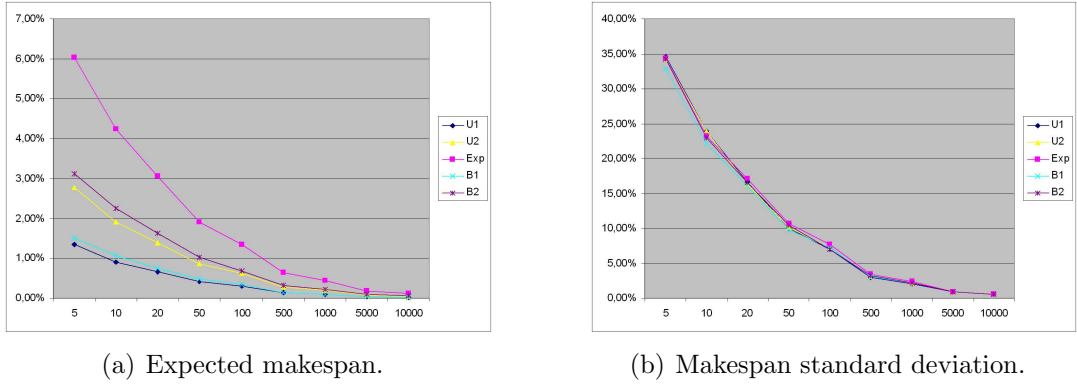 7,00%
6,00%
5,00%
4,00%
3,00%
2,00%
1,00%
0,00%
5 10 20 50 100 500 1000 5000 10000
U1
U2
Exp
B1
B2
(a) Expected makespan.
40,00%
35,00%
30,00%
25,00%
20,00%
15,00%
10,00%
5,00%
0,00%
5 10 20 50 100 500 1000 5000 10000
U1
U2
Exp
B1
B2
(b) Makespan standard deviation.